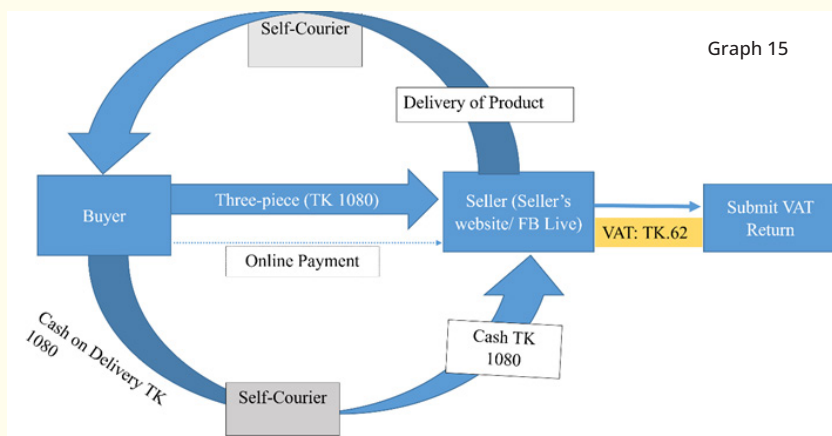 Self-Courier
Graph 15
Delivery of Product
Buyer
Three-piece (TK 1080)
Seller (Seller's
website/ FB Live)
Submit VAT
Return
VAT: TK.62
Online Payment
Cash on Delivery TK
1080
Cash TK
1080
Self-Courier